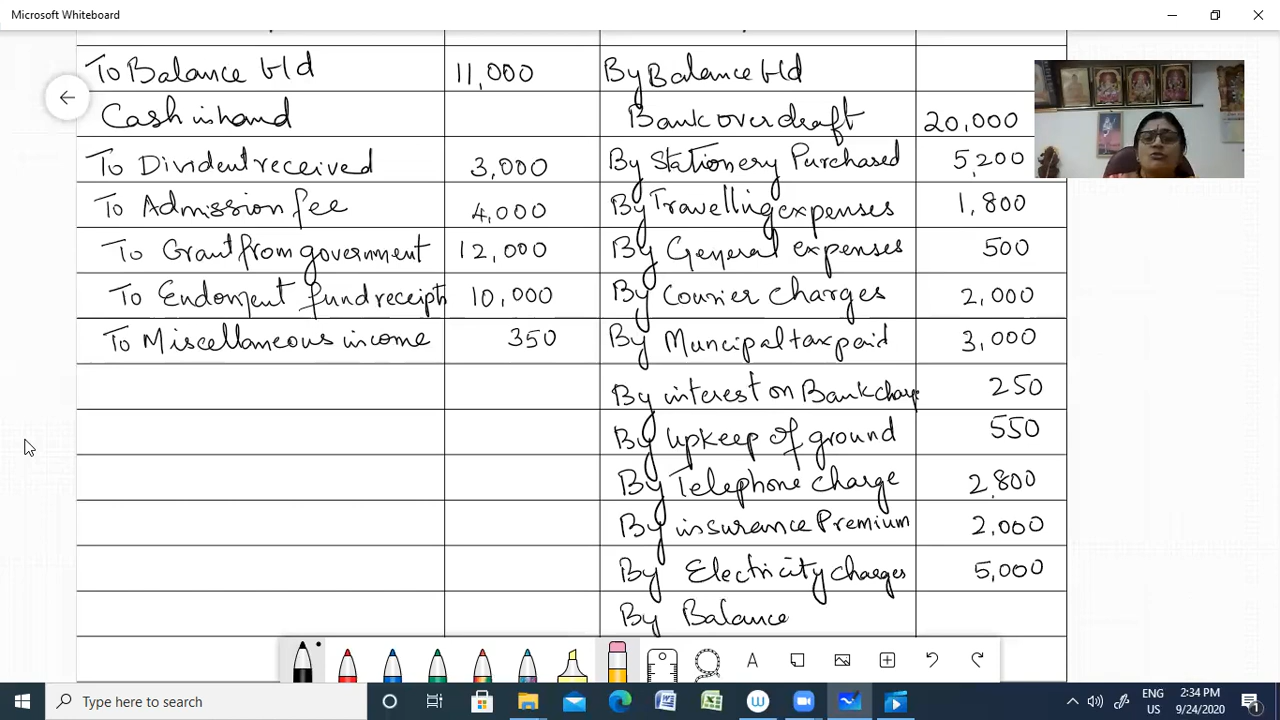 Microsoft Whiteboard
To Balance b/d 11,000 By Balance b/d
Cash in hand Bank overdraft 20,000
To Divident received 3,000 By Stationery Purchased 5,200
To Admission fee 4,000 By Travelling expenses 1,800
To Grant from government 12,000 By General expenses 500
To Endoment fund receipts 10,000 By Courier charges 2,000
To Miscellaneous income 350 By Muncipal tax paid 3,000
By interest on Bank charge 250
By upkeep of ground 550
By Telephone charge 2,800
By inssurance Premium 2,000
By Electricity charges 5,000
By Balance
Type here to search
ENG
US
2:34 PM
9/24/2020